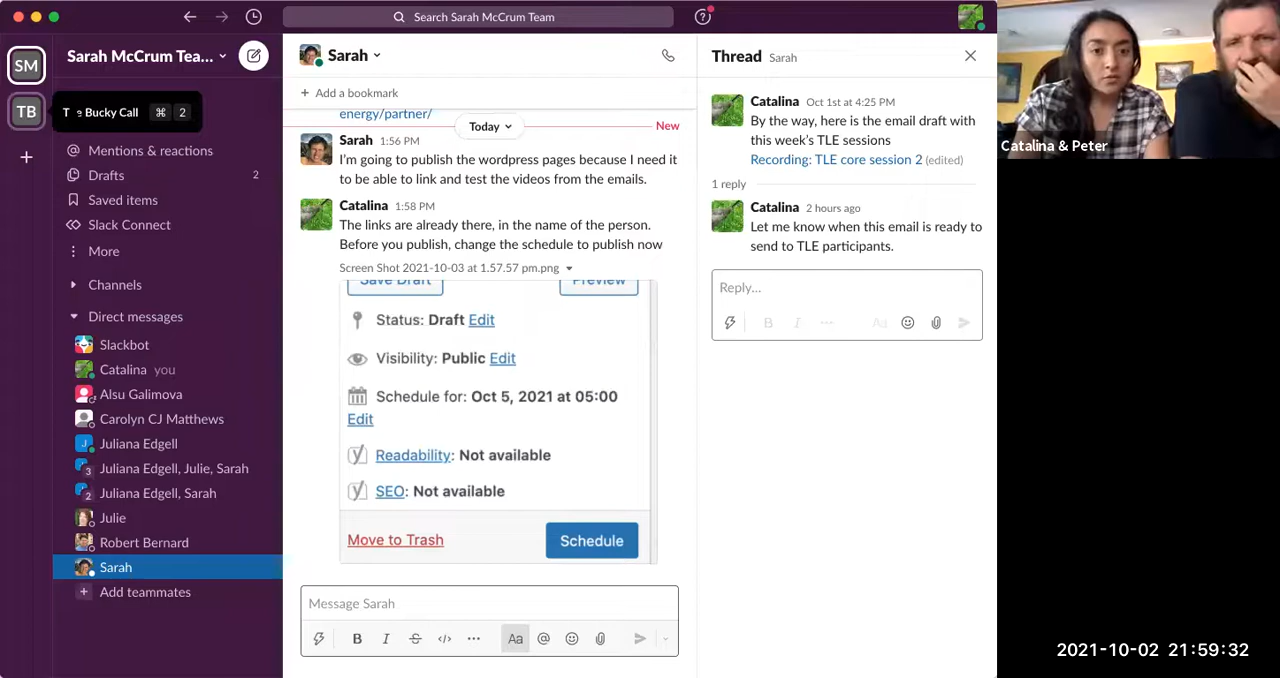 Search Sarah McCrum Team
SM
Sarah McCrum Tea...
TB
Bucky Call ⌘ 2
Mentions & reactions
Drafts 2
Saved items
Slack Connect
More
Channels
Direct messages
Slackbot
Catalina you
Alsu Galimova
Carolyn CJ Matthews
J Juliana Edgell
3 Juliana Edgell, Julie, Sarah
2 Juliana Edgell, Sarah
Julie
Robert Bernard
Sarah
+ Add teammates
Sarah
+ Add a bookmark
energy/partner/
Today
New
Sarah 1:56 PM
I'm going to publish the wordpress pages because I need it
to be able to link and test the videos from the emails.
Catalina 1:58 PM
The links are already there, in the name of the person.
Before you publish, change the schedule to publish now
Screen Shot 2021-10-03 at 1.57.57 pm.png
Save Draft Preview
Status: Draft Edit
Visibility: Public Edit
Schedule for: Oct 5, 2021 at 05:00
Edit
Readability: Not available
SEO: Not available
Move to Trash Schedule
Message Sarah
B I S </> ... Aa @
Thread Sarah
Catalina Oct 1st at 4:25 PM
By the way, here is the email draft with
this week's TLE sessions
Recording: TLE core session 2 (edited)
1 reply
Catalina 2 hours ago
Let me know when this email is ready to
send to TLE participants.
Reply...
B I ... Aa
Catalina & Peter
2021-10-02 21:59:32